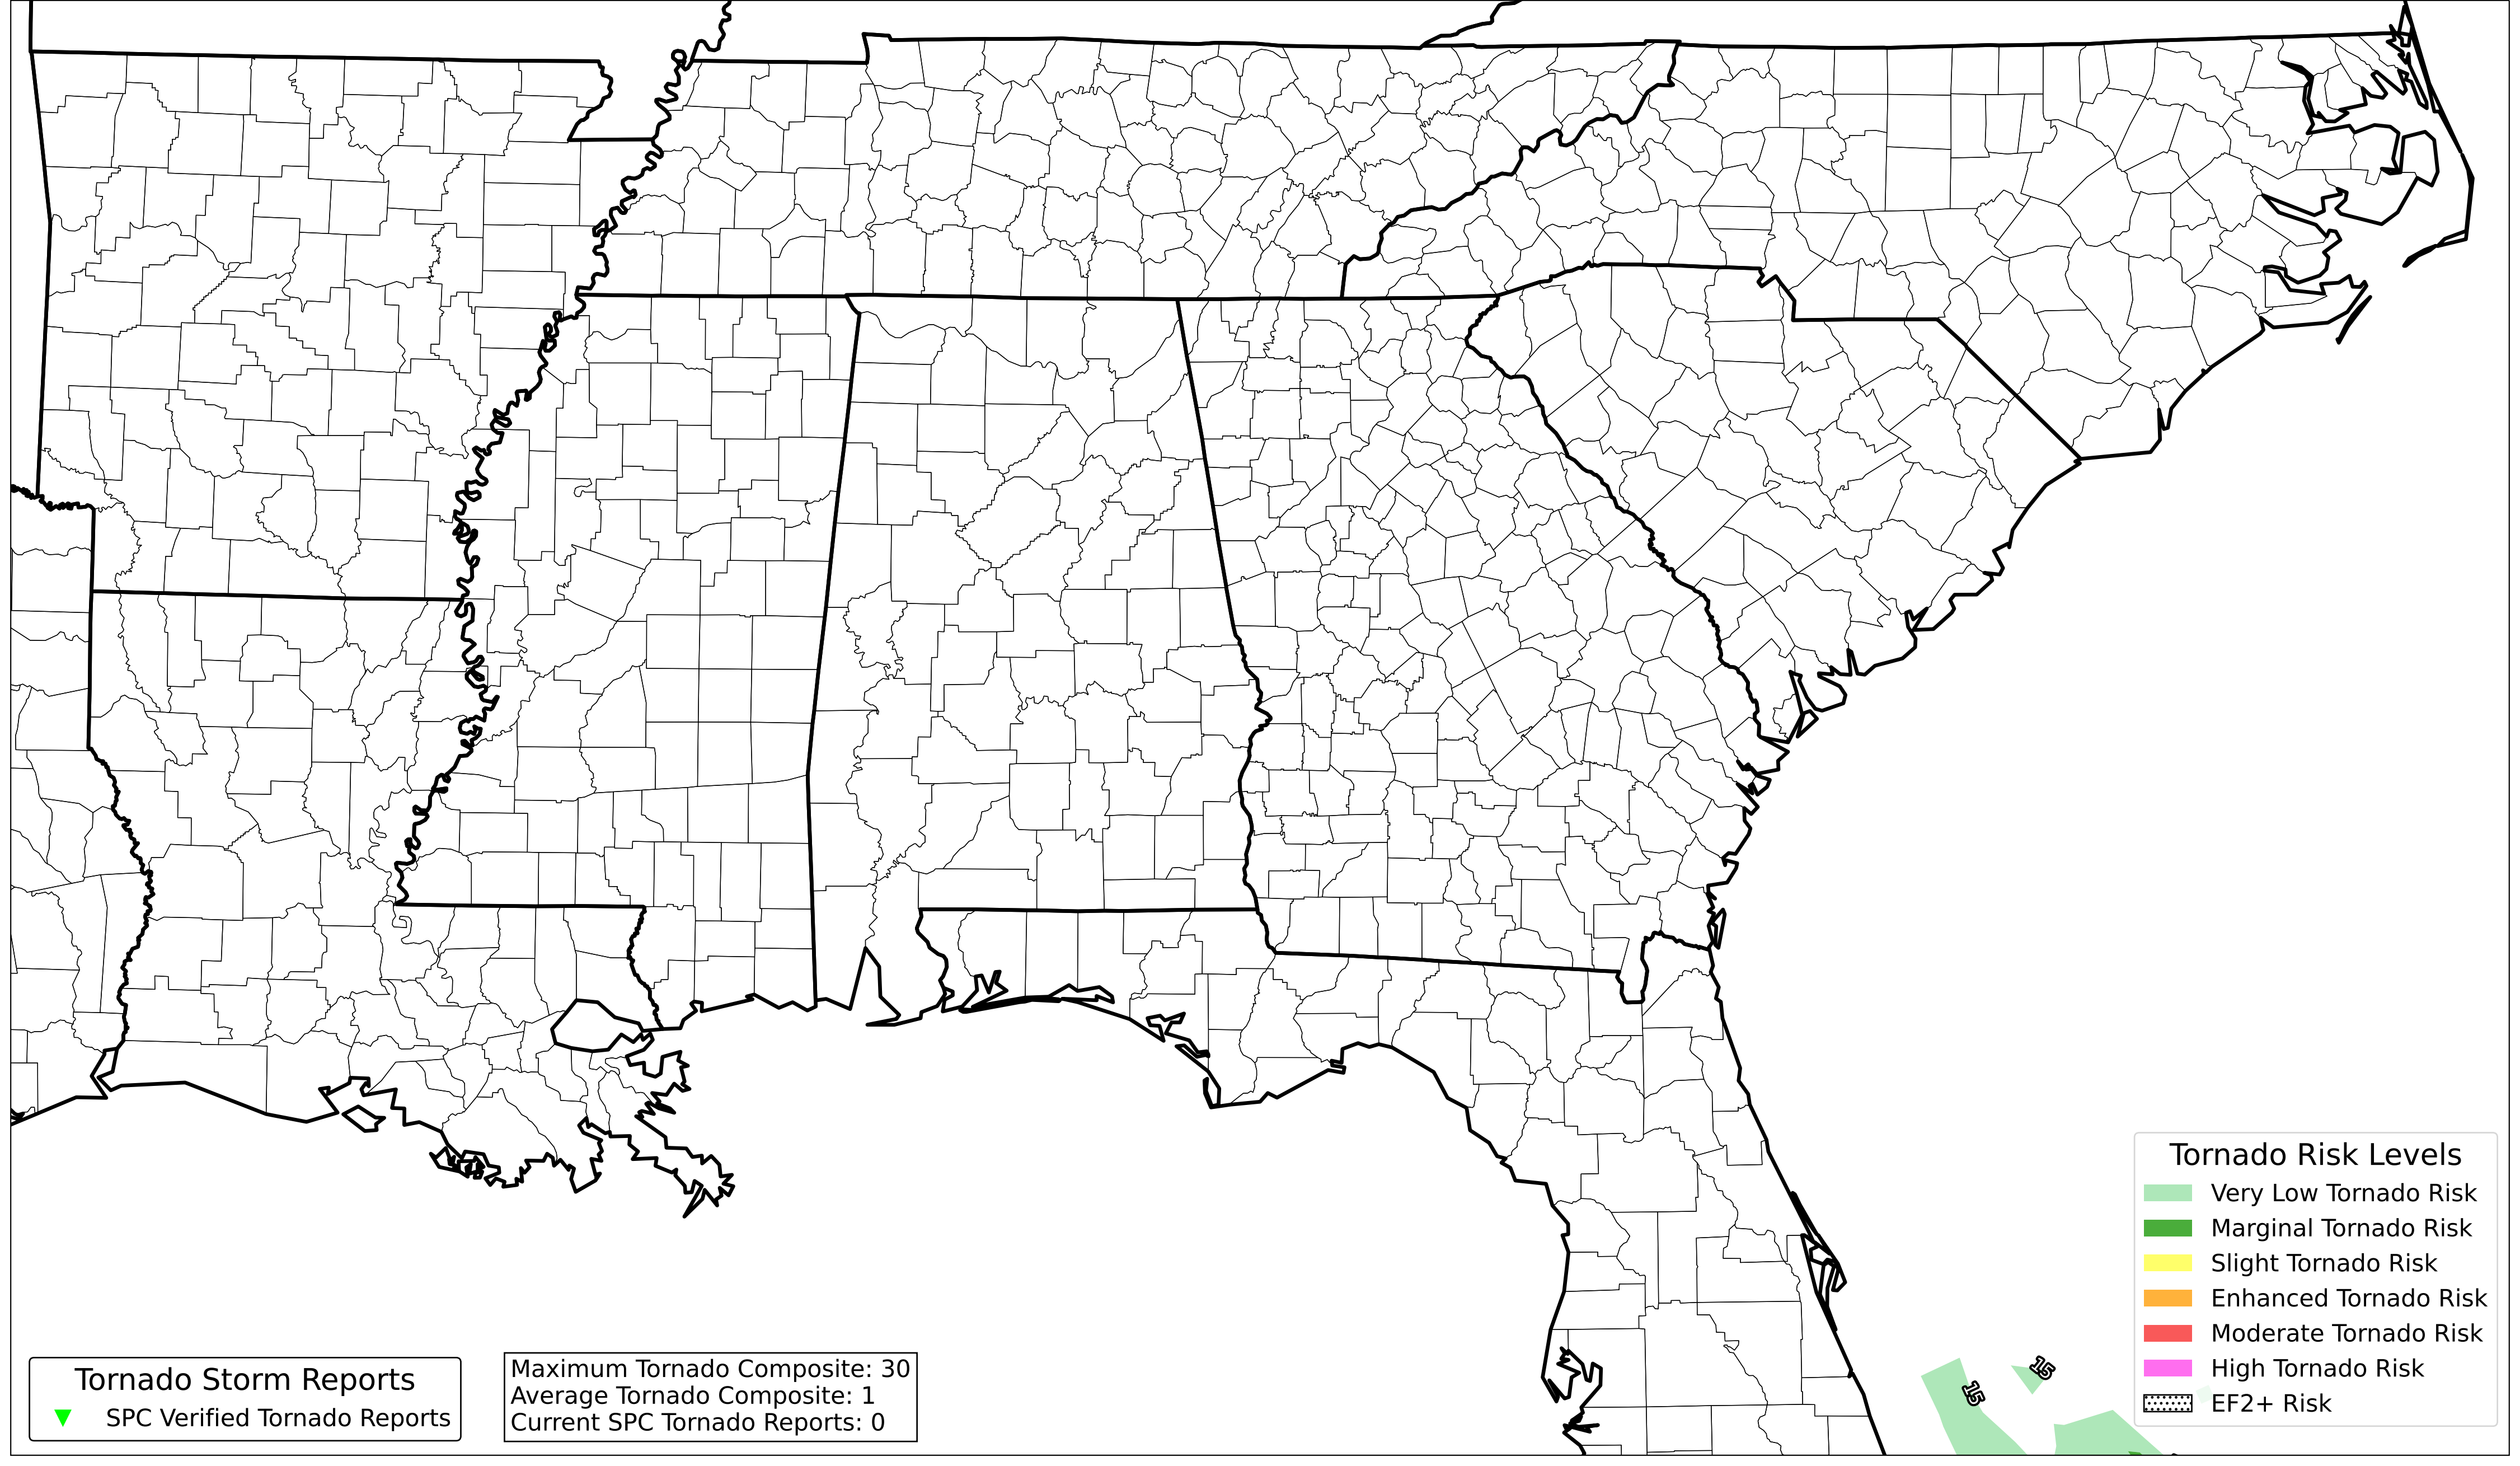 Tornado Risk Levels
Very Low Tornado Risk
Marginal Tornado Risk
Slight Tornado Risk
Enhanced Tornado Risk
Moderate Tornado Risk
High Tornado Risk
EF2+ Risk
15
15
Tornado Storm Reports
SPC Verified Tornado Reports
Maximum Tornado Composite: 30
Average Tornado Composite: 1
Current SPC Tornado Reports: 0